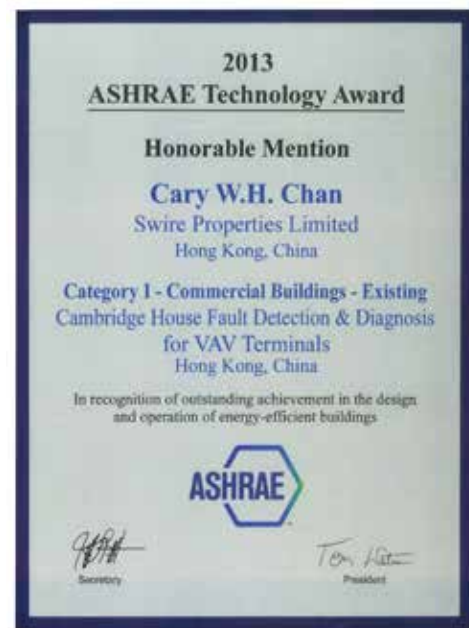 2013
ASHRAE Technology Award
Honorable Mention
Cary W.H. Chan
Swire Properties Limited
Hong Kong, China
Category I - Commercial Buildings - Existing
Cambridge House Fault Detection & Diagnosis
for VAV Terminals
Hong Kong, China
In recognition of outstanding achievement in the design
and operation of energy-efficient buildings
ASHRAE
Secretary
President